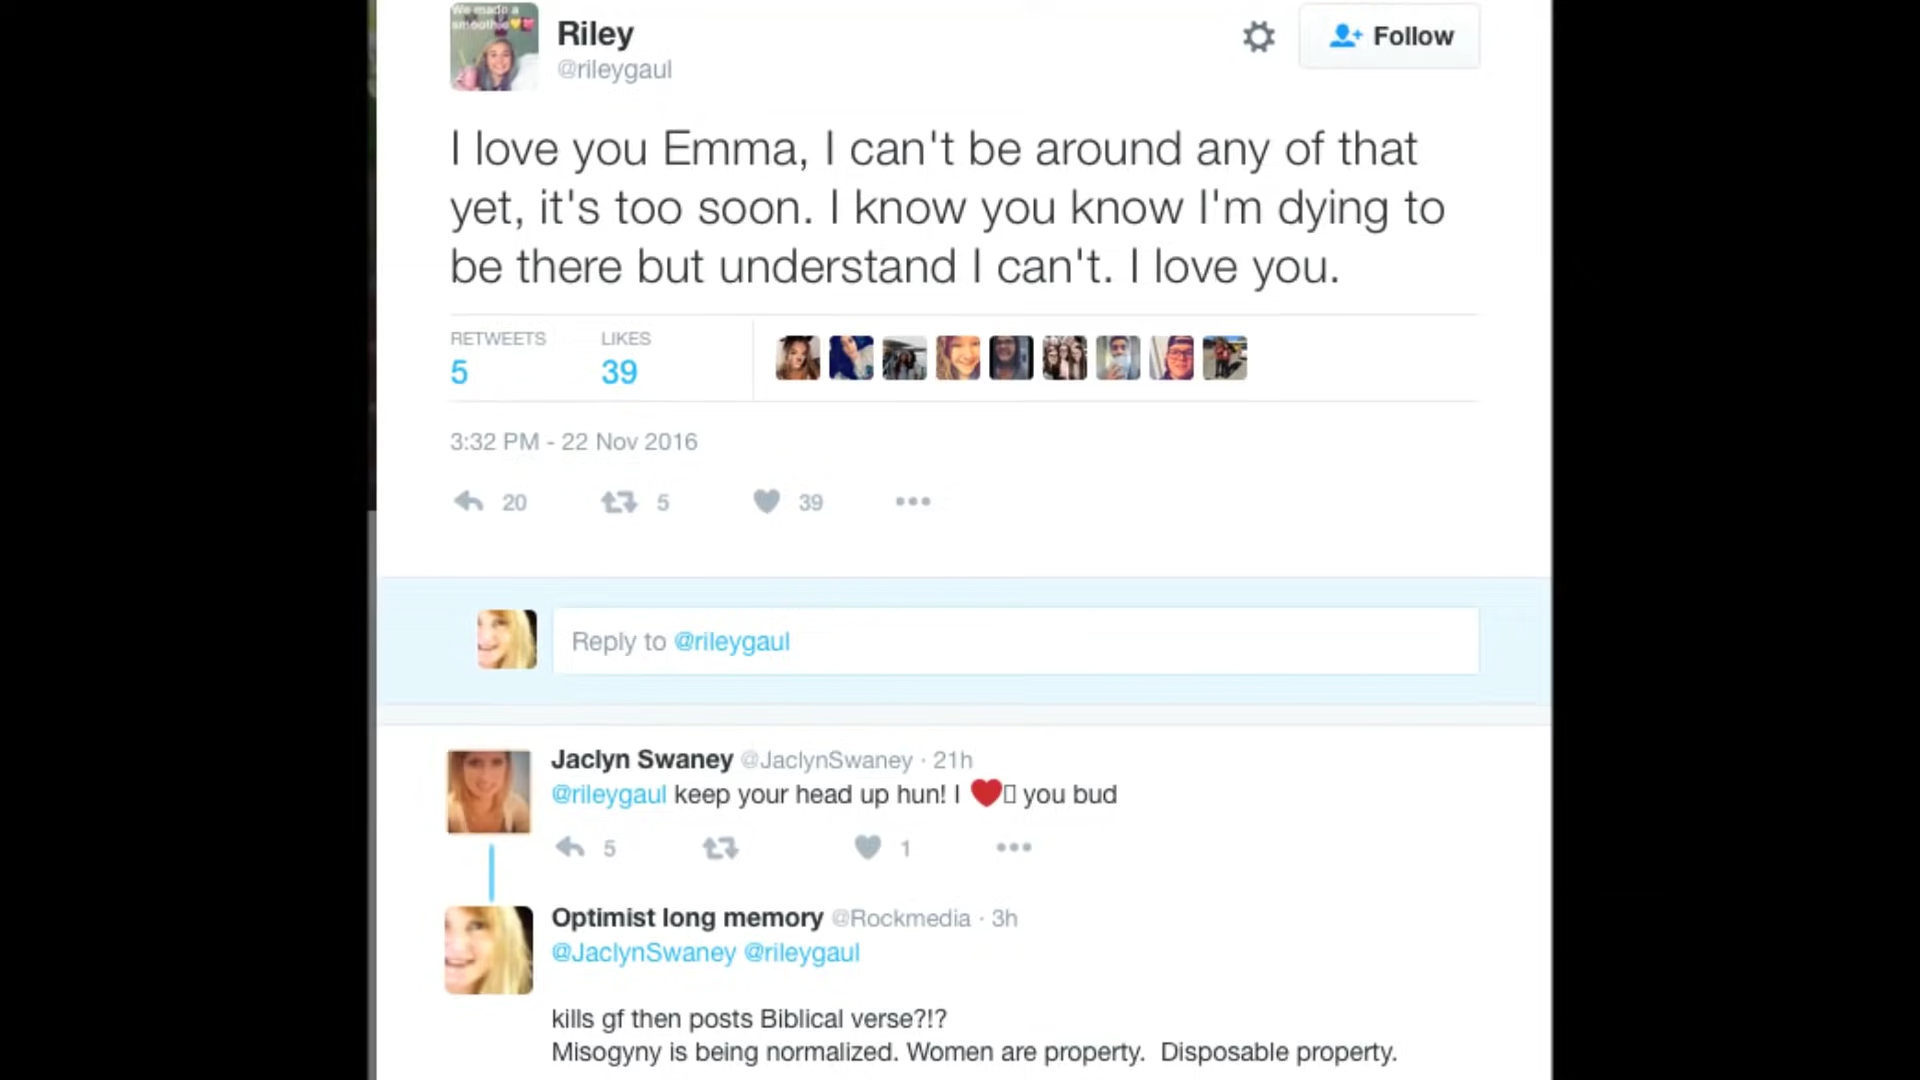 We made a
smoothie
Riley
@rileygaul
Follow
I love you Emma, I can't be around any of that
yet, it's too soon. I know you know I'm dying to
be there but understand I can't. I love you.
RETWEETS LIKES
5 39
3:32 PM - 22 Nov 2016
20 5 39
Reply to @rileygaul
Jaclyn Swaney @JaclynSwaney · 21h
@rileygaul keep your head up hun! I ❤ you bud
5 1
Optimist long memory @Rockmedia · 3h
@JaclynSwaney @rileygaul
kills gf then posts Biblical verse?!?
Misogyny is being normalized. Women are property. Disposable property.